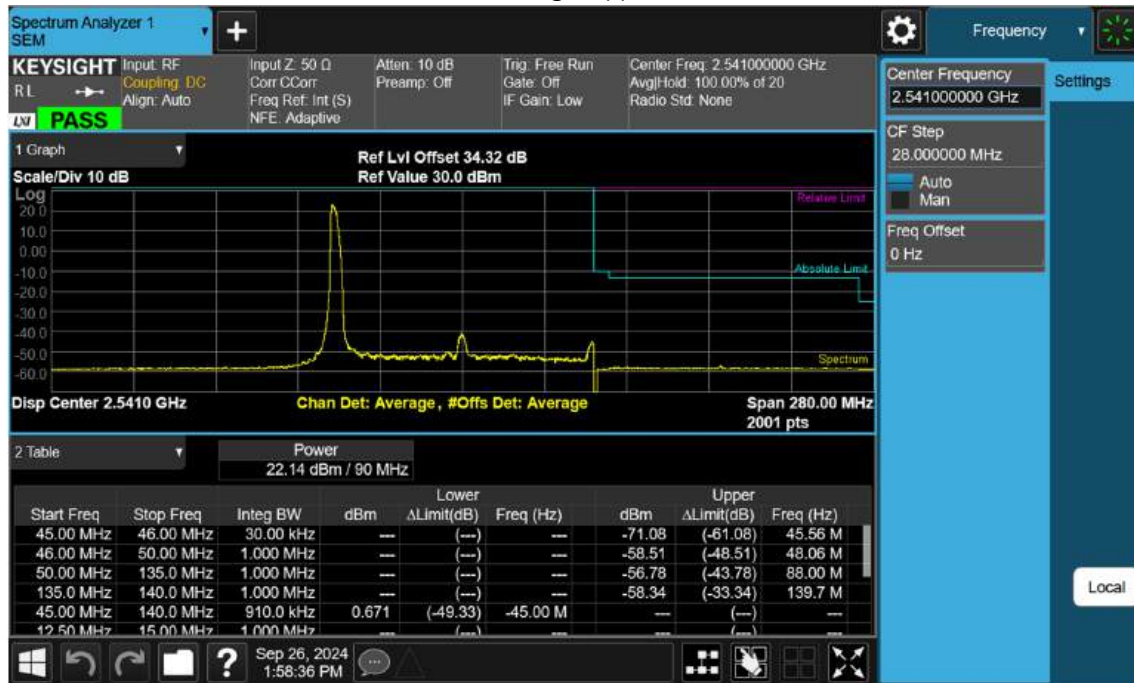 Spectrum Analyzer 1
SEM
+
Frequency
KEYSIGHT
RL
LXI PASS
Input: RF
Coupling: DC
Align: Auto
Input Z: 50 Ω
Corr CCorr
Freq Ref: Int (S)
NFE: Adaptive
Atten: 10 dB
Preamp: Off
Trig: Free Run
Gate: Off
IF Gain: Low
Center Freq: 2.541000000 GHz
Avg|Hold: 100.00% of 20
Radio Std: None
Center Frequency
2.541000000 GHz
Settings
CF Step
28.000000 MHz
Auto
Man
Freq Offset
0 Hz
Local
1 Graph
Scale/Div 10 dB
Ref Lvl Offset 34.32 dB
Ref Value 30.0 dBm
Log
20.0
10.0
0.00
-10.0
-20.0
-30.0
-40.0
-50.0
-60.0
Relative Limit
Absolute Limit
Spectrum
Disp Center 2.5410 GHz
Chan Det: Average, #Offs Det: Average
Span 280.00 MHz
2001 pts
2 Table
Power
22.14 dBm / 90 MHz
Lower Upper
Start Freq Stop Freq Integ BW dBm ΔLimit(dB) Freq (Hz) dBm ΔLimit(dB) Freq (Hz)
45.00 MHz 46.00 MHz 30.00 kHz --- (---) --- -71.08 (-61.08) 45.56 M
46.00 MHz 50.00 MHz 1.000 MHz --- (---) --- -58.51 (-48.51) 48.06 M
50.00 MHz 135.0 MHz 1.000 MHz --- (---) --- -56.78 (-43.78) 88.00 M
135.0 MHz 140.0 MHz 1.000 MHz --- (---) --- -58.34 (-33.34) 139.7 M
45.00 MHz 140.0 MHz 910.0 kHz 0.671 (-49.33) -45.00 M --- (---) ---
12.50 MHz 15.00 MHz 1.000 MHz --- (---) --- --- (---) ---
? Sep 26, 2024
1:58:36 PM